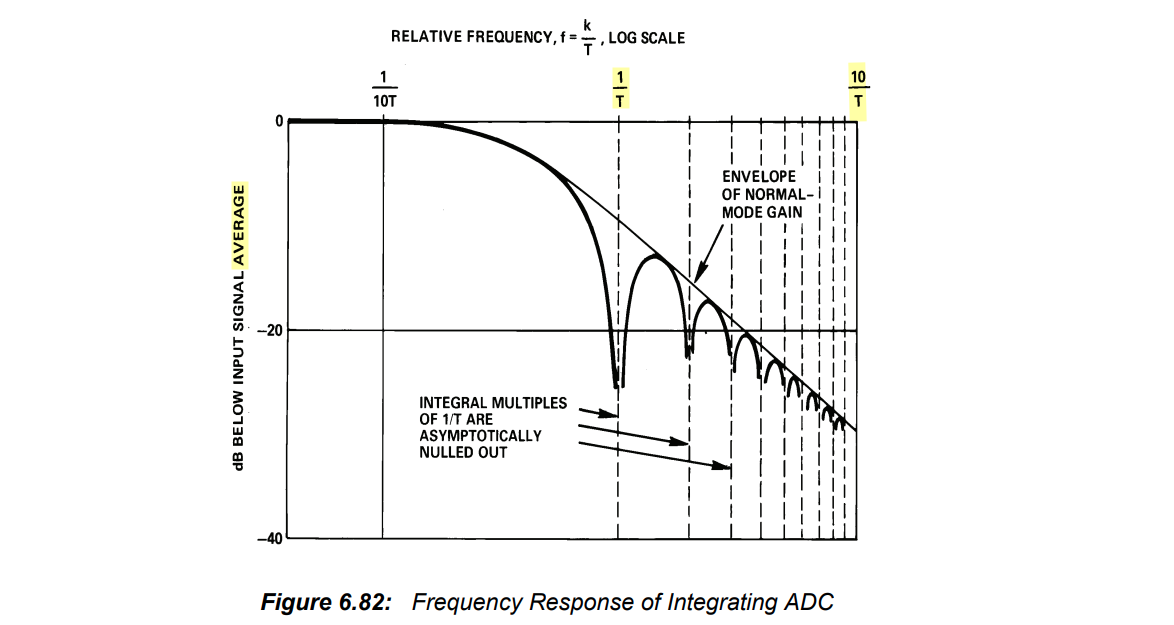 RELATIVE FREQUENCY, f = k/T , LOG SCALE
1/10T
1/T
10/T
0
ENVELOPE
OF NORMAL–
MODE GAIN
dB BELOW INPUT SIGNAL AVERAGE
–20
INTEGRAL MULTIPLES
OF 1/T ARE
ASYMPTOTICALLY
NULLED OUT
–40
Figure 6.82: Frequency Response of Integrating ADC